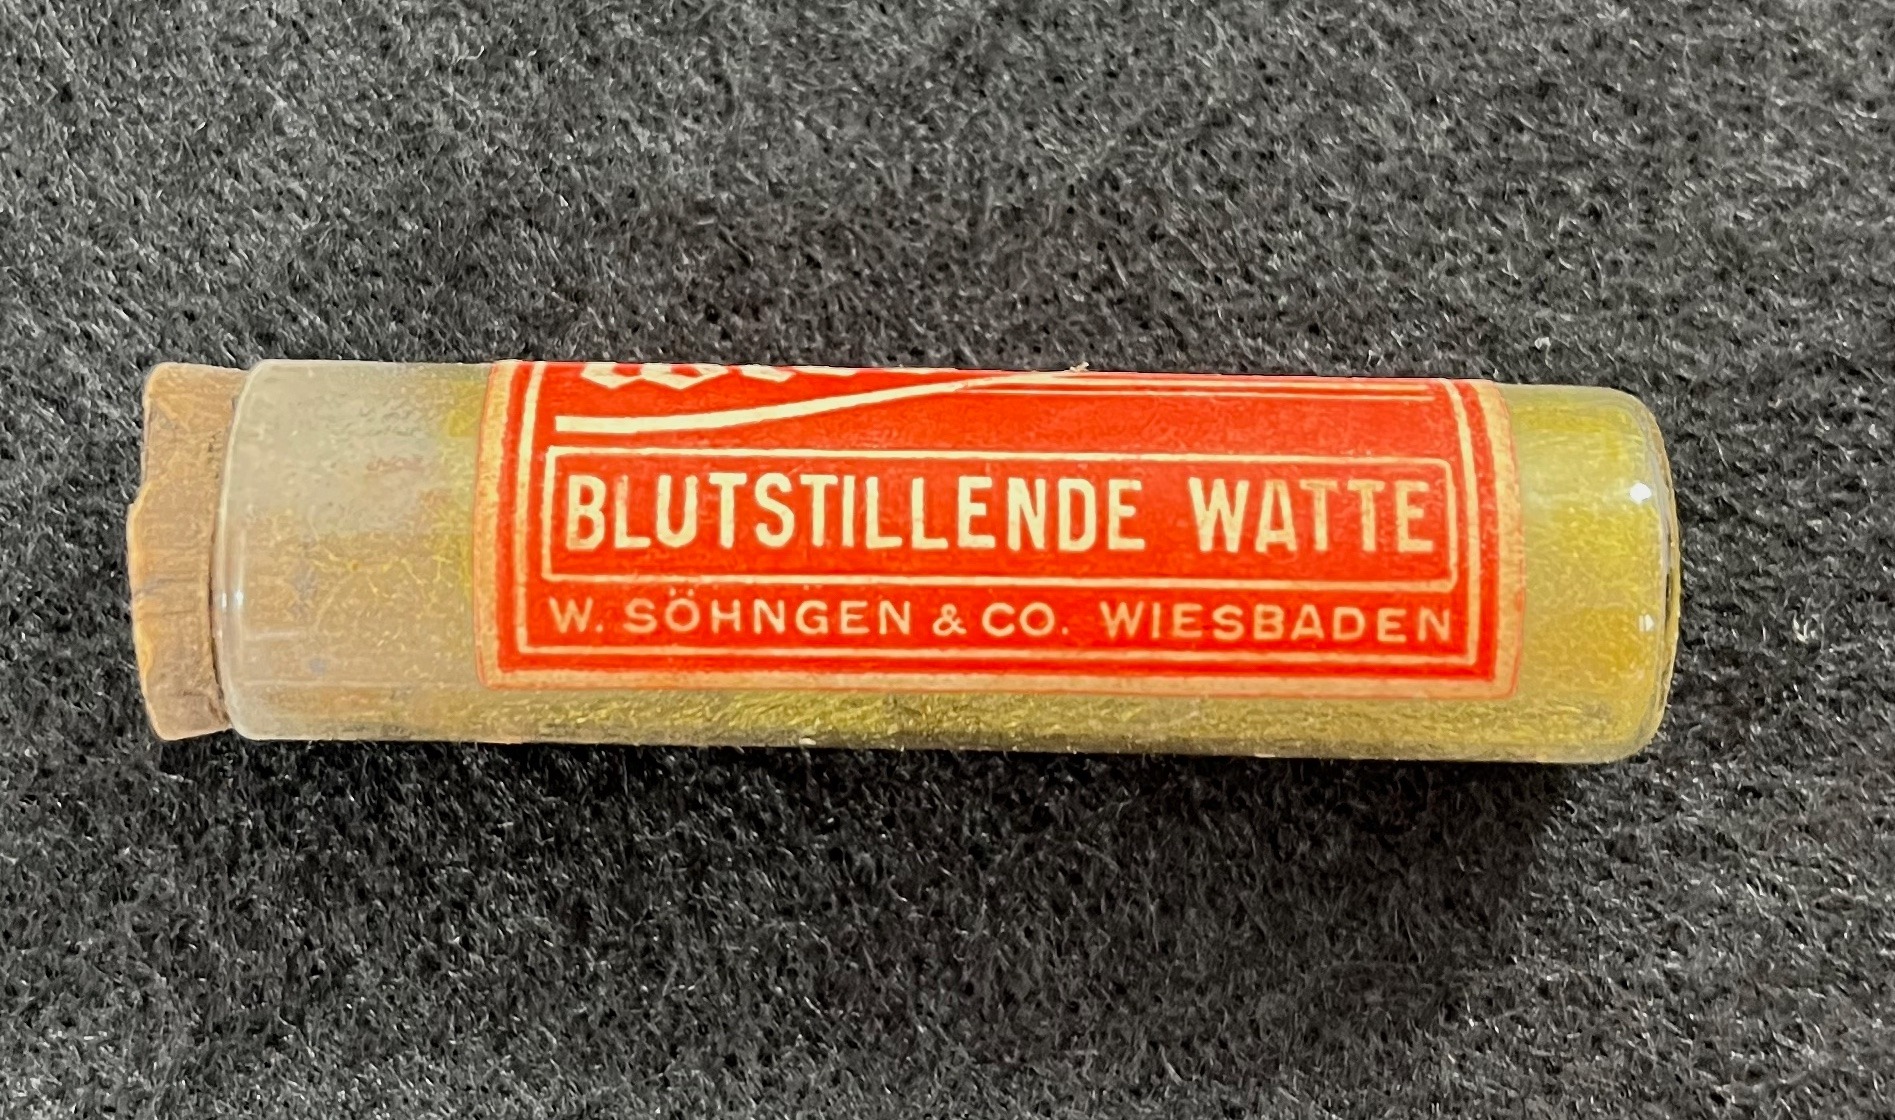 BLUTSTILLENDE WATTE
W. SÖHNGEN & CO. WIESBADEN